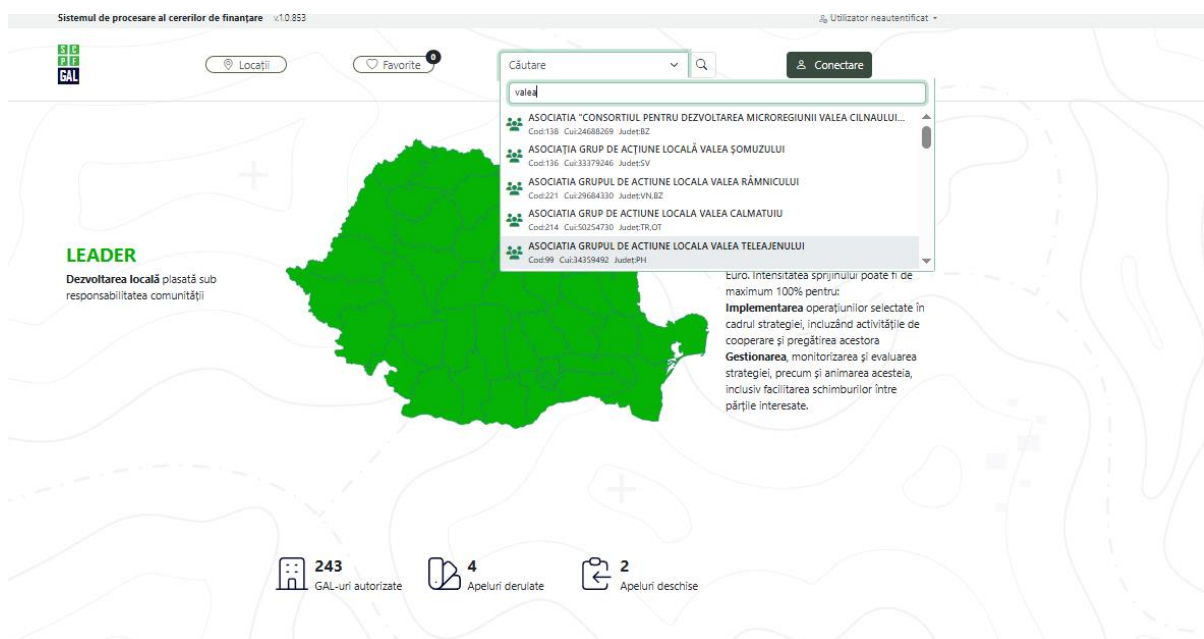 Sistemul de procesare al cererilor de finanțare v.1.0.853
Utilizator neautentificat
S C
P F
GAL
Locații
Favorite 0
Căutare
Conectare
valea
ASOCIATIA "CONSORTIUL PENTRU DEZVOLTAREA MICROREGIUNII VALEA CILNAULUI...
Cod:138 Cui:24688269 Județ:BZ
ASOCIAȚIA GRUP DE ACȚIUNE LOCALĂ VALEA ȘOMUZULUI
Cod:136 Cui:33379246 Județ:SV
ASOCIATIA GRUPUL DE ACTIUNE LOCALA VALEA RÂMNICULUI
Cod:221 Cui:29684330 Județ:VN,BZ
ASOCIATIA GRUP DE ACTIUNE LOCALA VALEA CALMATUIU
Cod:214 Cui:50254730 Județ:TR,OT
ASOCIATIA GRUPUL DE ACTIUNE LOCALA VALEA TELEAJENULUI
Cod:99 Cui:34359492 Județ:PH
LEADER
Dezvoltarea locală plasată sub
responsabilitatea comunității
Euro. Intensitatea sprijinului poate fi de
maximum 100% pentru:
Implementarea operațiunilor selectate în
cadrul strategiei, incluzând activitățile de
cooperare și pregătirea acestora
Gestionarea, monitorizarea și evaluarea
strategiei, precum și animarea acesteia,
inclusiv facilitarea schimburilor între
părțile interesate.
243
GAL-uri autorizate
4
Apeluri derulate
2
Apeluri deschise